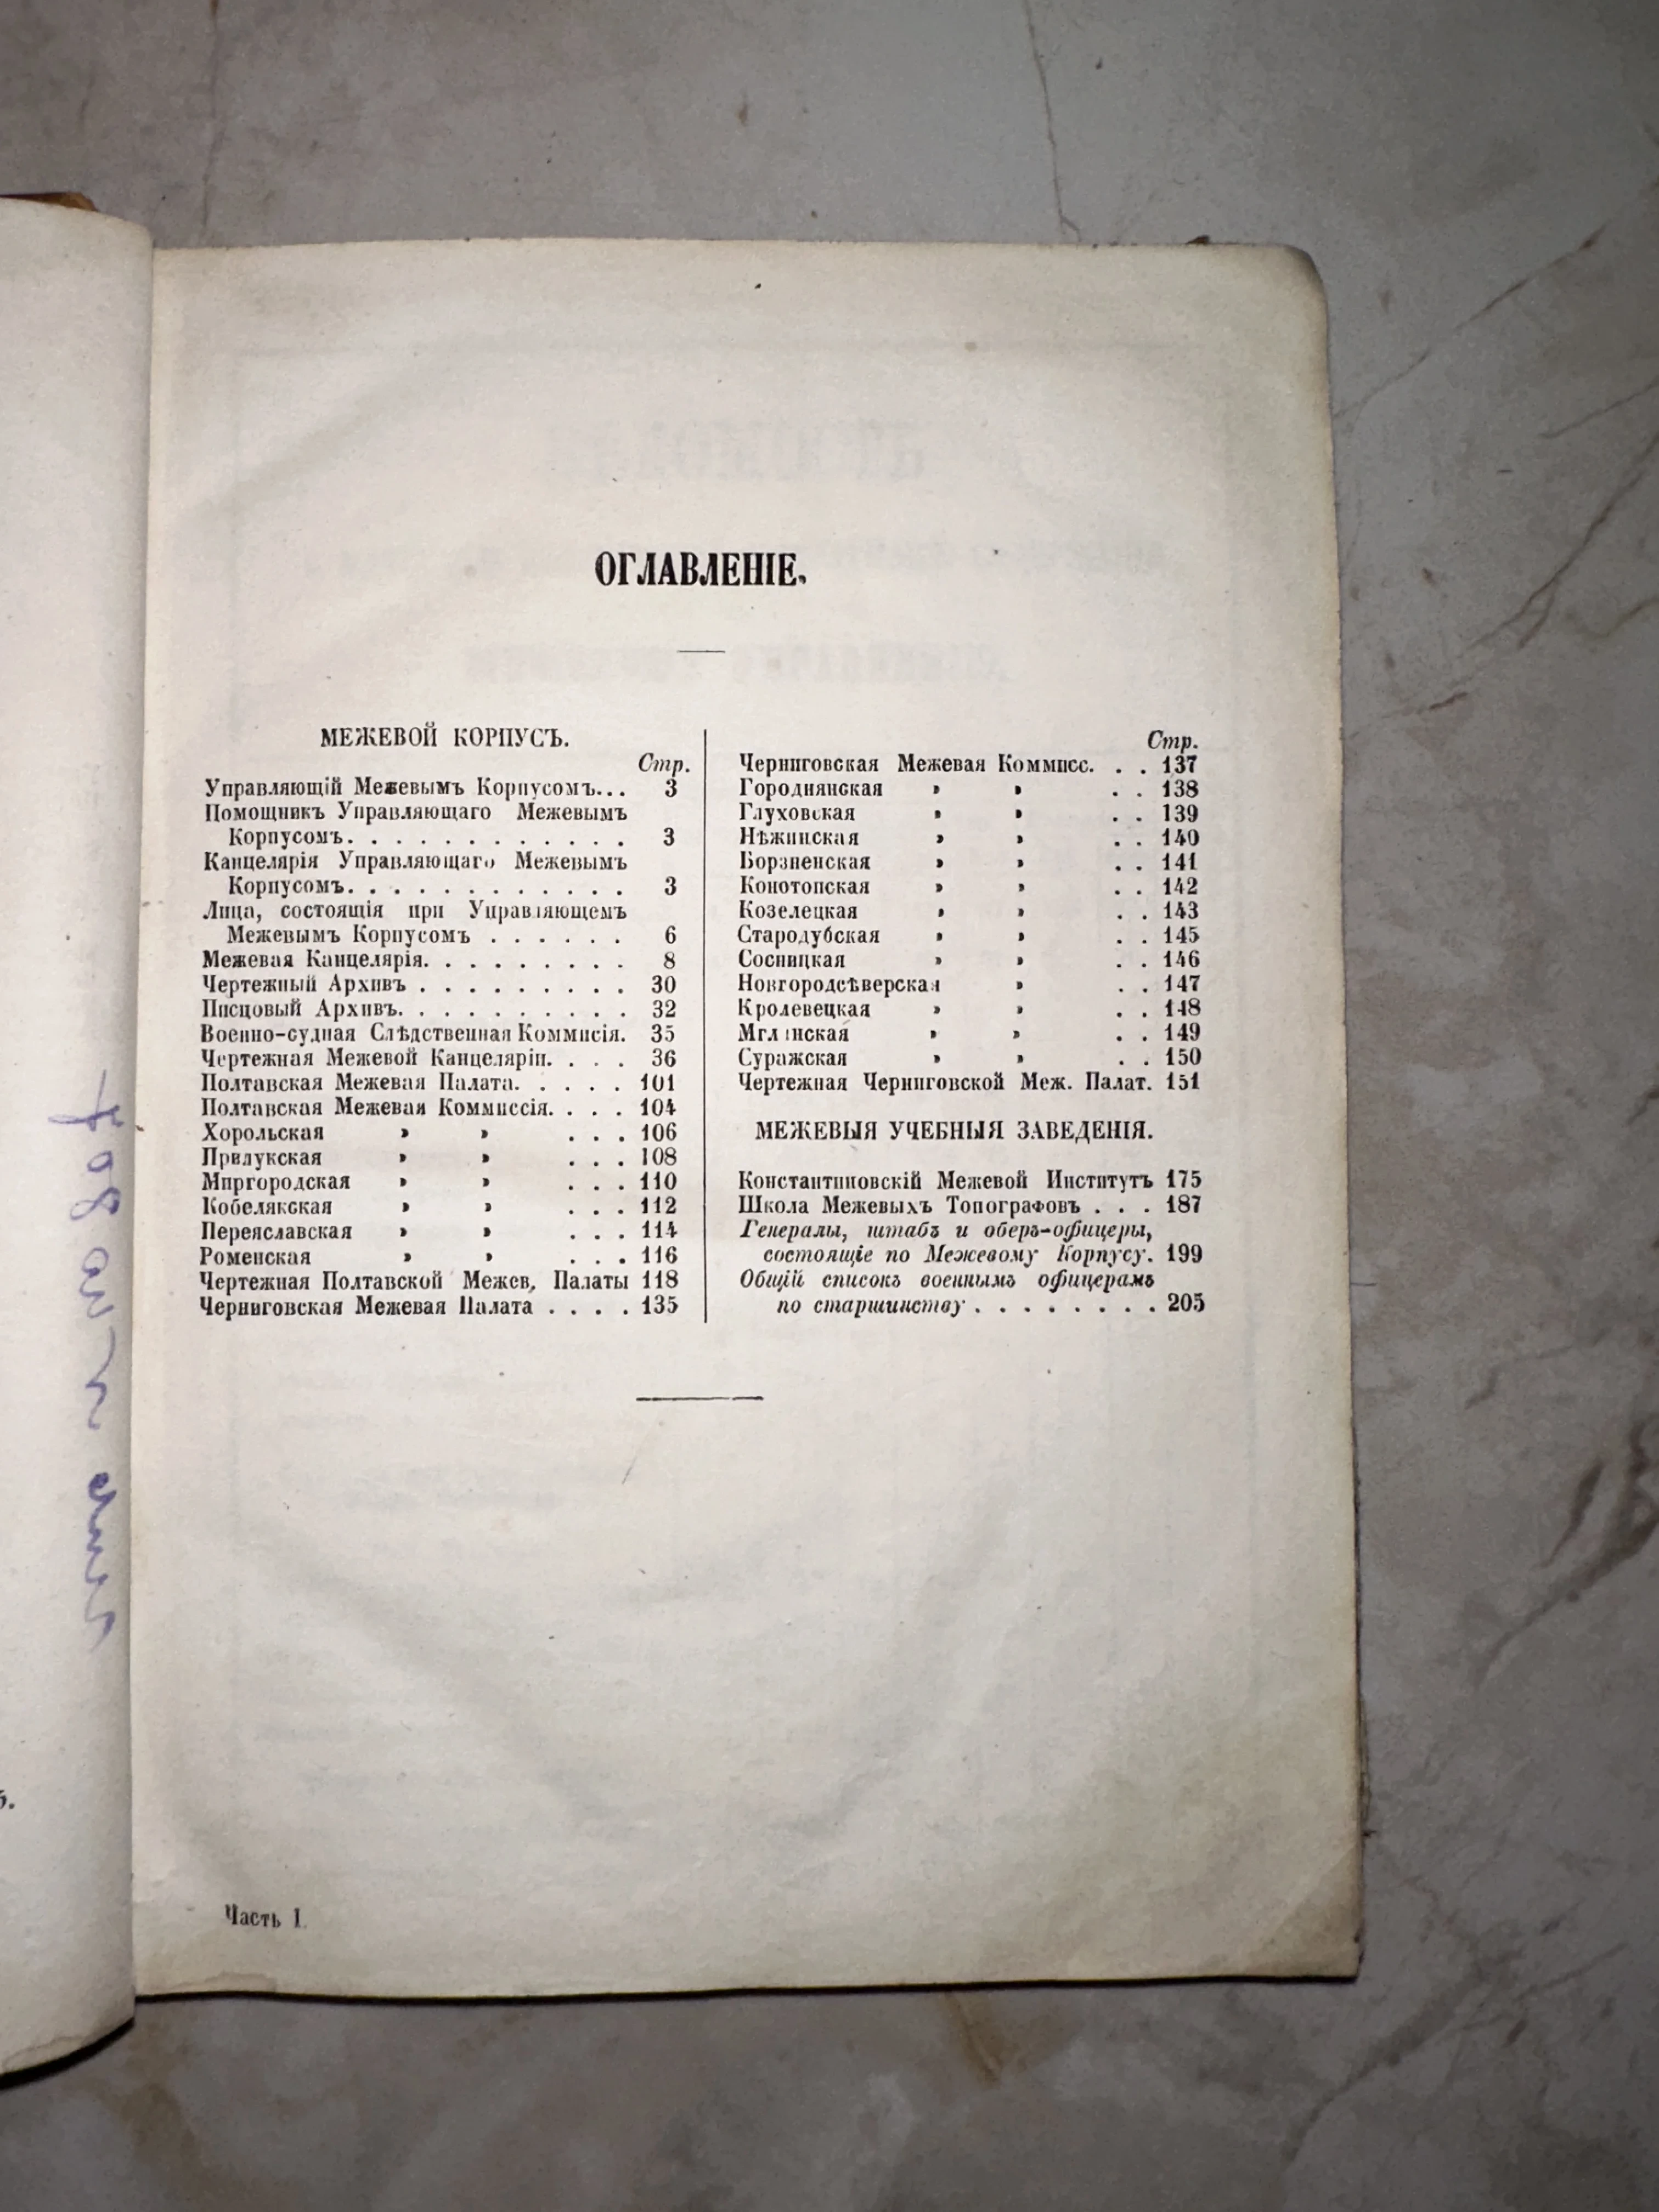 ОГЛАВЛЕНІЕ.
МЕЖЕВОЙ КОРПУСЪ.
Стр.
Управляющій Межевымъ Корпусомъ... 3
Помощникъ Управляющаго Межевымъ
Корпусомъ. . . . . . . . . . . . 3
Канцелярія Управляющаго Межевымъ
Корпусомъ. . . . . . . . . . . . 3
Лица, состоящія при Управляющемъ
Межевымъ Корпусомъ . . . . . . 6
Межевая Канцелярія. . . . . . . . . 8
Чертежный Архивъ . . . . . . . . . 30
Писцовый Архивъ. . . . . . . . . . 32
Военно-судная Слѣдственная Коммисія. 35
Чертежная Межевой Канцеляріи. . . . 36
Полтавская Межевая Палата. . . . . 101
Полтавская Межевая Коммиссія. . . . 104
Хорольская » » . . . 106
Прилукская » » . . . 108
Миргородская » » . . . 110
Кобелякская » » . . . 112
Переяславская » » . . . 114
Роменская » » . . . 116
Чертежная Полтавской Межев. Палаты 118
Черниговская Межевая Палата . . . . 135
Стр.
Черниговская Межевая Коммисс. . . 137
Городнянская » » . . 138
Глуховская » » . . 139
Нѣжинская » » . . 140
Борзненская » » . . 141
Конотопская » » . . 142
Козелецкая » » . . 143
Стародубская » » . . 145
Сосницкая » » . . 146
Новгородсѣверская » . . 147
Кролевецкая » » . . 148
Мглинская » » . . 149
Суражская » » . . 150
Чертежная Черниговской Меж. Палат. 151
МЕЖЕВЫЯ УЧЕБНЫЯ ЗАВЕДЕНІЯ.
Константиновскій Межевой Институтъ 175
Школа Межевыхъ Топографовъ . . . 187
Генералы, штабъ и оберъ-офицеры,
состоящіе по Межевому Корпусу. 199
Общій списокъ военнымъ офицерамъ
по старшинству . . . . . . . . 205
Часть I.